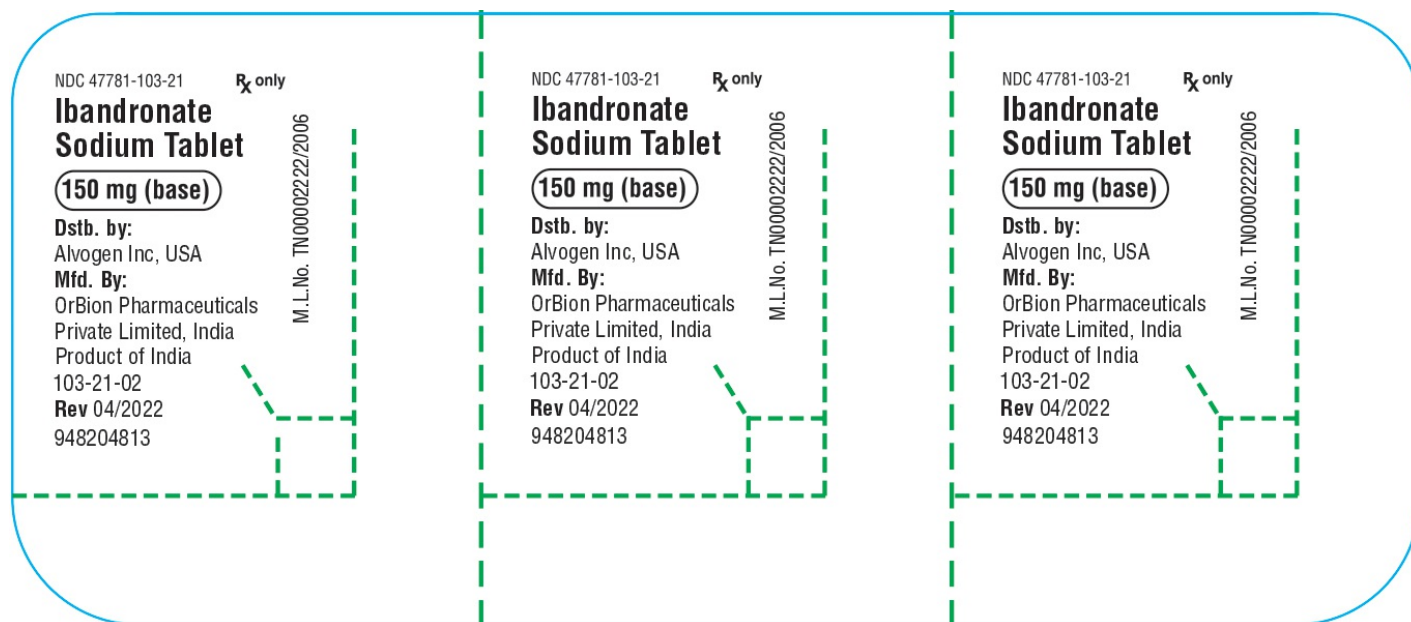 NDC 47781-103-21 Rx only
Ibandronate
Sodium Tablet
150 mg (base)
Dstb. by:
Alvogen Inc, USA
Mfd. By:
OrBion Pharmaceuticals
Private Limited, India
Product of India
103-21-02
Rev 04/2022
948204813
M.L.No. TN00002222/2006
NDC 47781-103-21 Rx only
Ibandronate
Sodium Tablet
150 mg (base)
Dstb. by:
Alvogen Inc, USA
Mfd. By:
OrBion Pharmaceuticals
Private Limited, India
Product of India
103-21-02
Rev 04/2022
948204813
M.L.No. TN00002222/2006
NDC 47781-103-21 Rx only
Ibandronate
Sodium Tablet
150 mg (base)
Dstb. by:
Alvogen Inc, USA
Mfd. By:
OrBion Pharmaceuticals
Private Limited, India
Product of India
103-21-02
Rev 04/2022
948204813
M.L.No. TN00002222/2006